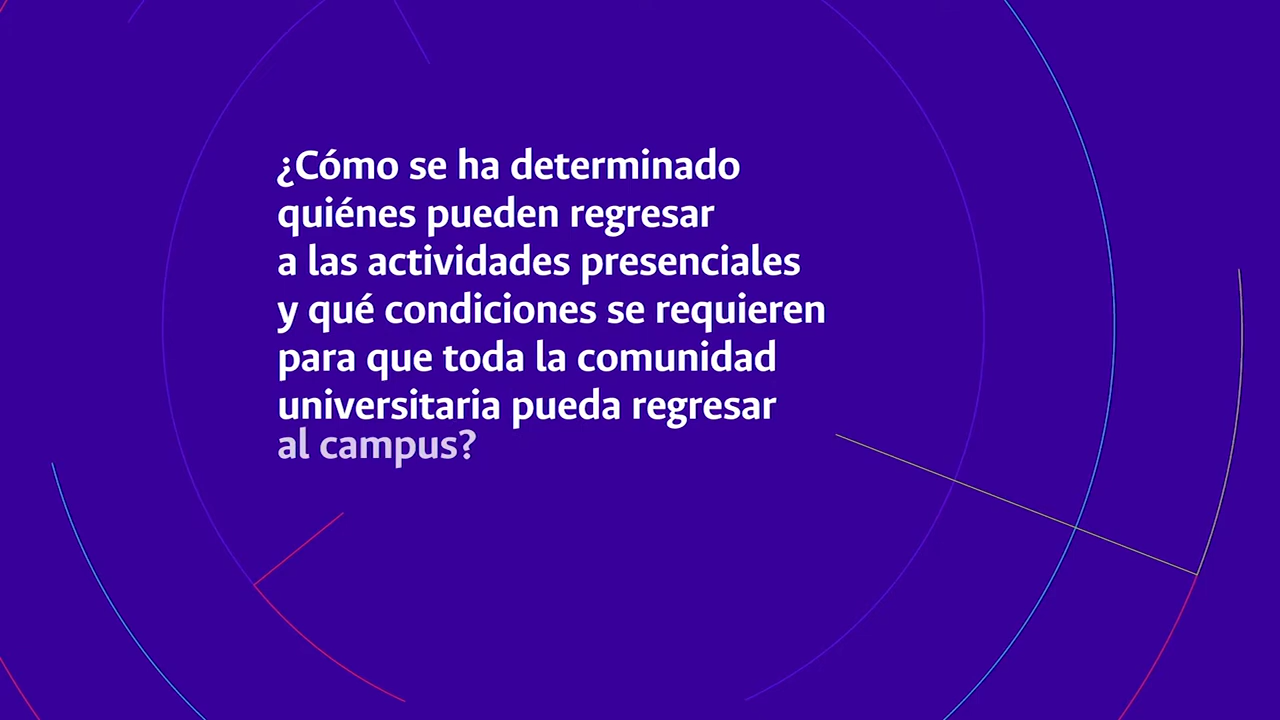 ¿Cómo se ha determinado
quiénes pueden regresar
a las actividades presenciales
y qué condiciones se requieren
para que toda la comunidad
universitaria pueda regresar
al campus?